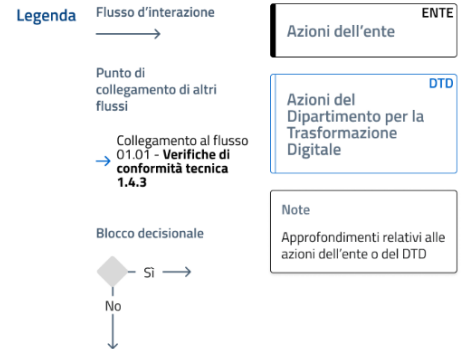 Legenda
Flusso d’interazione
Punto di
collegamento di altri
flussi
Collegamento al flusso
01.01 - Verifiche di
conformità tecnica
1.4.3
Blocco decisionale
Sì
No
ENTE
Azioni dell’ente
DTD
Azioni del
Dipartimento per la
Trasformazione
Digitale
Note
Approfondimenti relativi alle
azioni dell’ente o del DTD